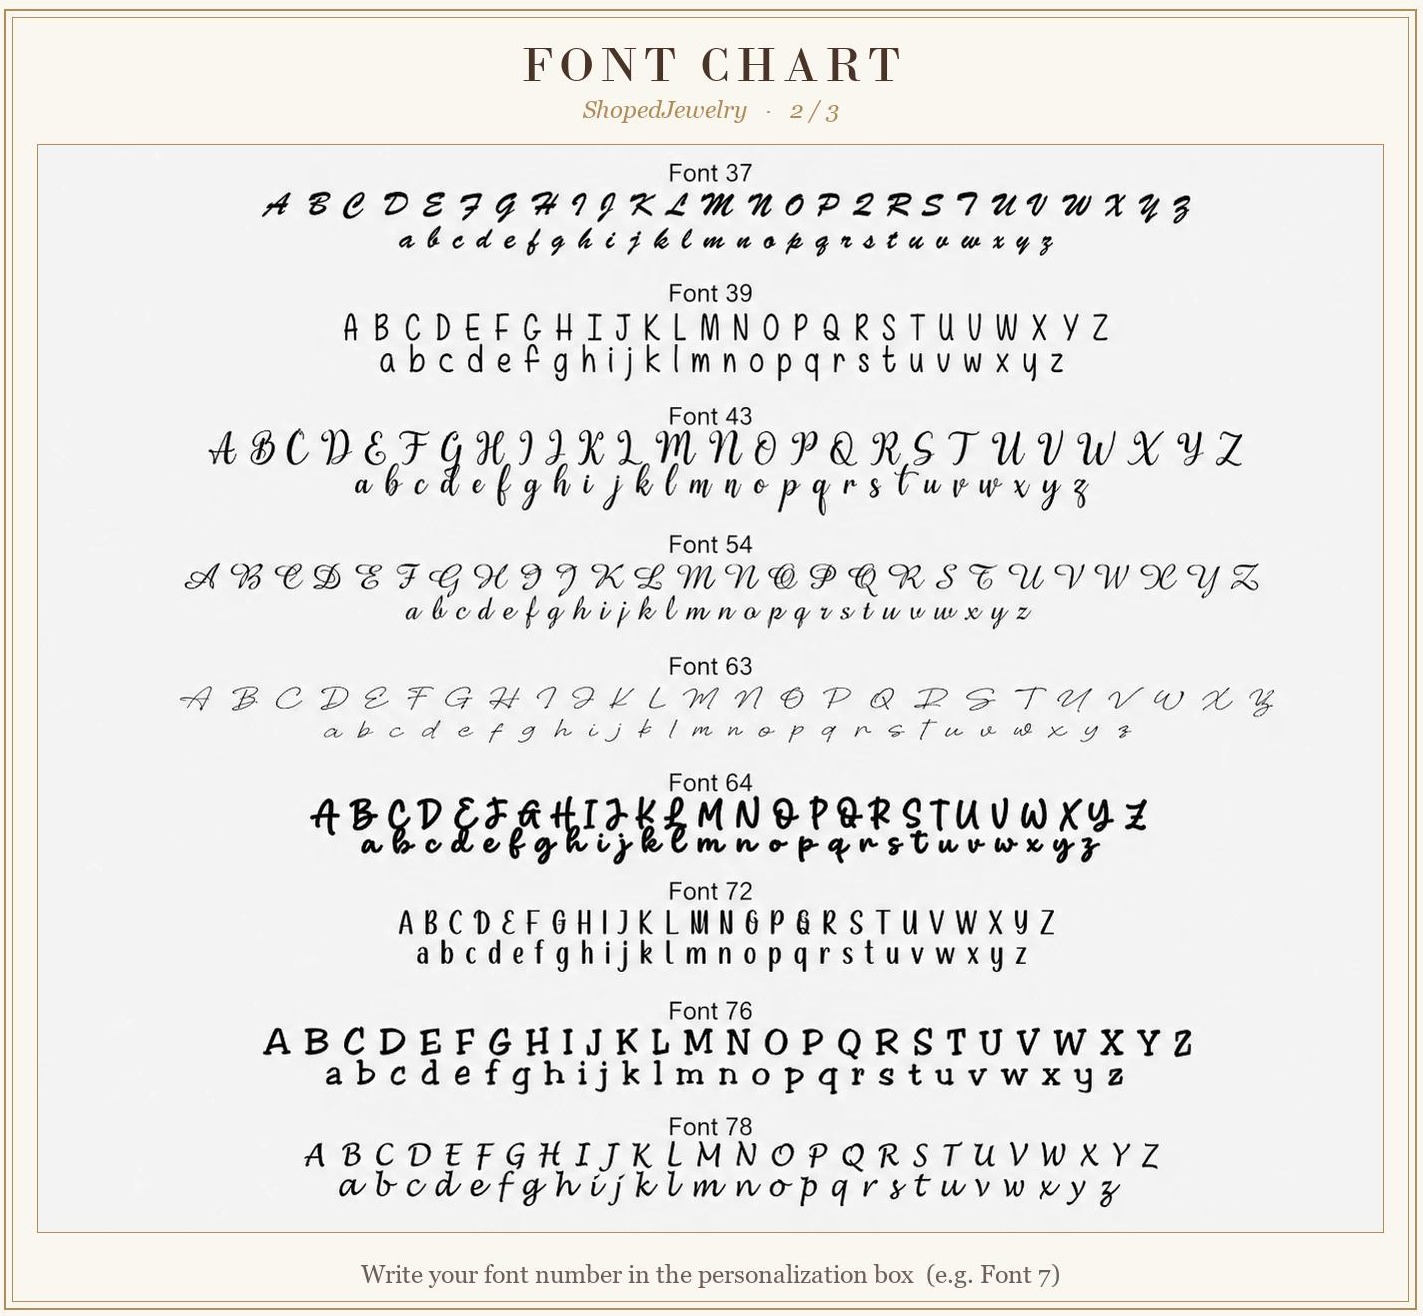 FONT CHART
ShopedJewelry · 2 / 3
Font 37
A B C D E F G H I J K L M N O P Q R S T U V W X Y Z
a b c d e f g h i j k l m n o p q r s t u v w x y z
Font 39
A B C D E F G H I J K L M N O P Q R S T U V W X Y Z
a b c d e f g h i j k l m n o p q r s t u v w x y z
Font 43
A B C D E F G H I J K L M N O P Q R S T U V W X Y Z
a b c d e f g h i j k l m n o p q r s t u v w x y z
Font 54
A B C D E F G H I J K L M N O P Q R S T U V W X Y Z
a b c d e f g h i j k l m n o p q r s t u v w x y z
Font 63
A B C D E F G H I J K L M N O P Q R S T U V W X Y
a b c d e f g h i j k l m n o p q r s t u v w x y z
Font 64
A B C D E F G H I J K L M N O P Q R S T U V W X Y Z
a b c d e f g h i j k l m n o p q r s t u v w x y z
Font 72
A B C D E F G H I J K L M N O P Q R S T U V W X Y Z
a b c d e f g h i j k l m n o p q r s t u v w x y z
Font 76
A B C D E F G H I J K L M N O P Q R S T U V W X Y Z
a b c d e f g h i j k l m n o p q r s t u v w x y z
Font 78
A B C D E F G H I J K L M N O P Q R S T U V W X Y Z
a b c d e f g h i j k l m n o p q r s t u v w x y z
Write your font number in the personalization box (e.g. Font 7)